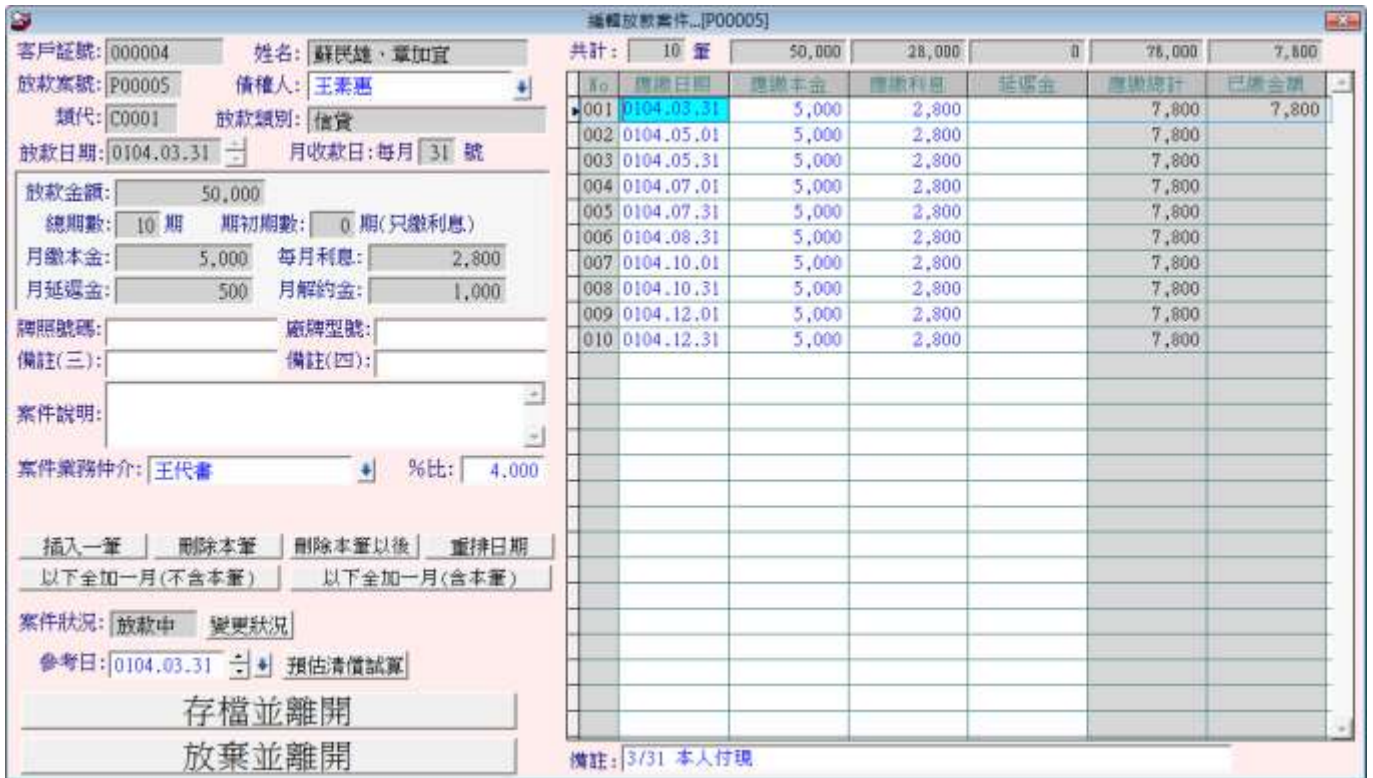 編輯放款案件...[P00005]
客戶証號: 000004 姓名: 蘇民雄、章加宜
放款案號: P00005 債權人: 王素惠
類代: C0001 放款類別: 信貸
放款日期: 0104.03.31 月收款日:每月 31 號
放款金額: 50,000
總期數: 10 期 期初期數: 0 期(只繳利息)
月繳本金: 5,000 每月利息: 2,800
月延遲金: 500 月解約金: 1,000
牌照號碼: 廠牌型號:
備註(三): 備註(四):
案件說明:
案件業務仲介: 王代書 %比: 4.000
插入一筆 刪除本筆 刪除本筆以後 重排日期
以下全加一月(不含本筆) 以下全加一月(含本筆)
案件狀況: 放款中 變更狀況
參考日: 0104.03.31 預估清償試算
存檔並離開
放棄並離開
共計: 10 筆 50,000 28,000 0 78,000 7,800
No 應繳日期 應繳本金 應繳利息 延遲金 應繳總計 已繳金額
001 0104.03.31 5,000 2,800 7,800 7,800
002 0104.05.01 5,000 2,800 7,800
003 0104.05.31 5,000 2,800 7,800
004 0104.07.01 5,000 2,800 7,800
005 0104.07.31 5,000 2,800 7,800
006 0104.08.31 5,000 2,800 7,800
007 0104.10.01 5,000 2,800 7,800
008 0104.10.31 5,000 2,800 7,800
009 0104.12.01 5,000 2,800 7,800
010 0104.12.31 5,000 2,800 7,800
備註: 3/31 本人付現